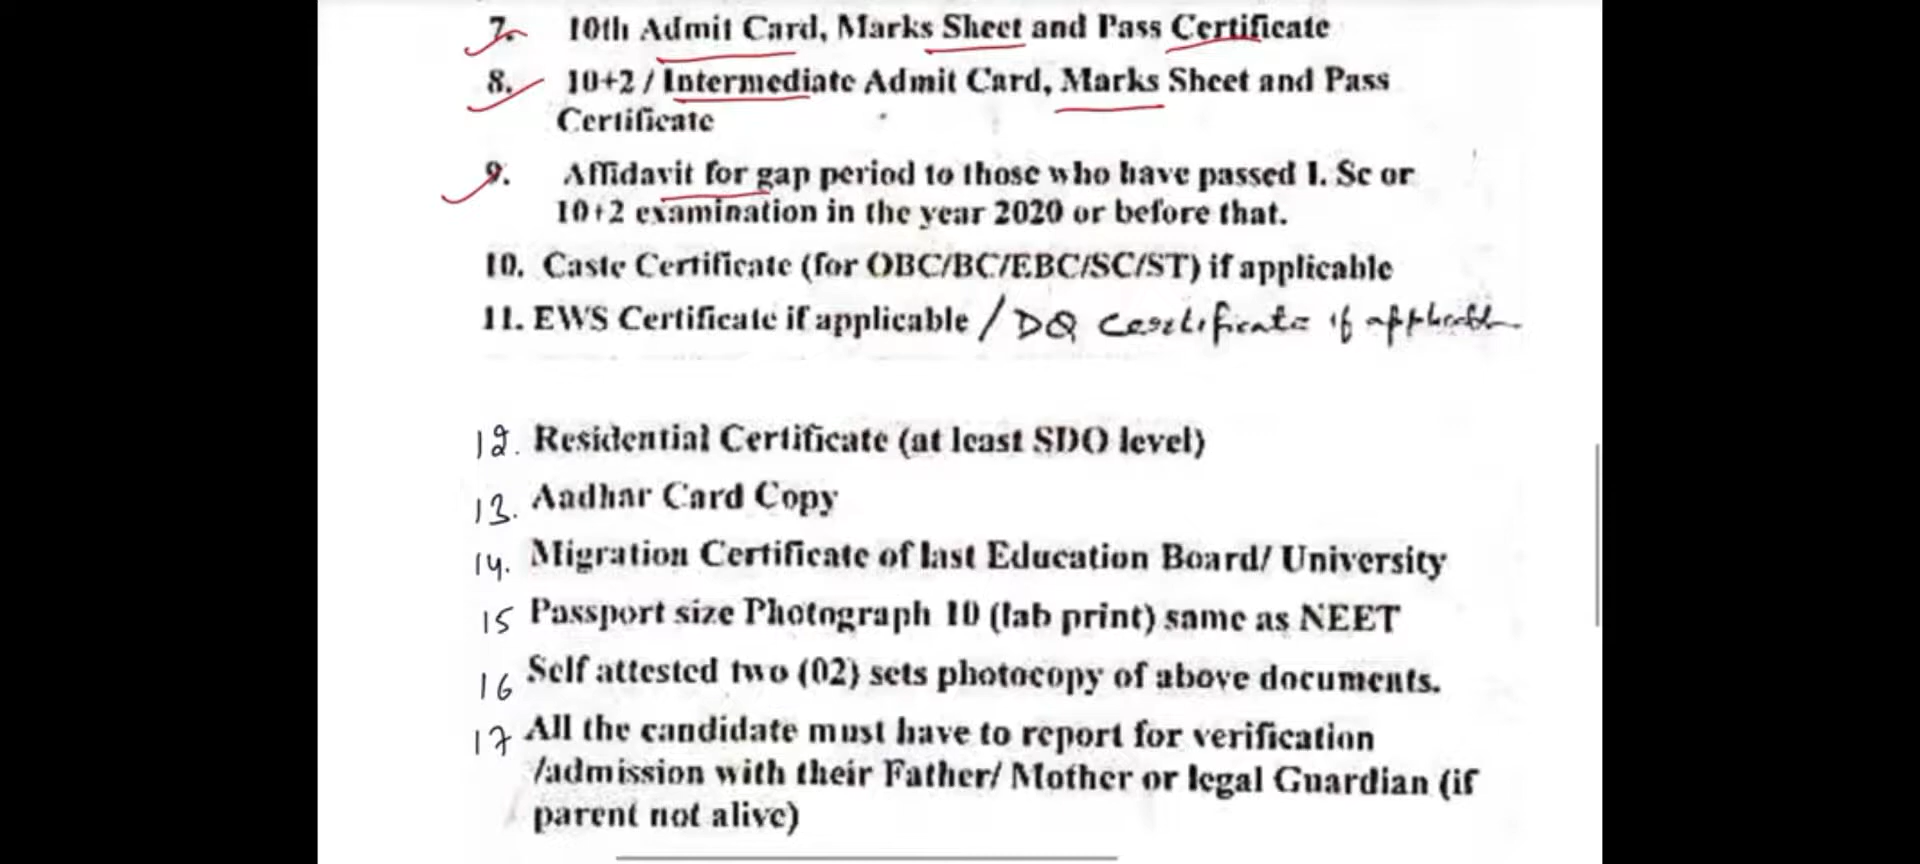 7. 10th Admit Card, Marks Sheet and Pass Certificate
8. 10+2 / Intermediate Admit Card, Marks Sheet and Pass
Certificate
9. Affidavit for gap period to those who have passed I. Sc or
10+2 examination in the year 2020 or before that.
10. Caste Certificate (for OBC/BC/EBC/SC/ST) if applicable
11. EWS Certificate if applicable / DQ Certificate if applicable
12. Residential Certificate (at least SDO level)
13. Aadhar Card Copy
14. Migration Certificate of last Education Board/ University
15 Passport size Photograph 10 (lab print) same as NEET
16 Self attested two (02) sets photocopy of above documents.
17 All the candidate must have to report for verification
/admission with their Father/ Mother or legal Guardian (if
parent not alive)